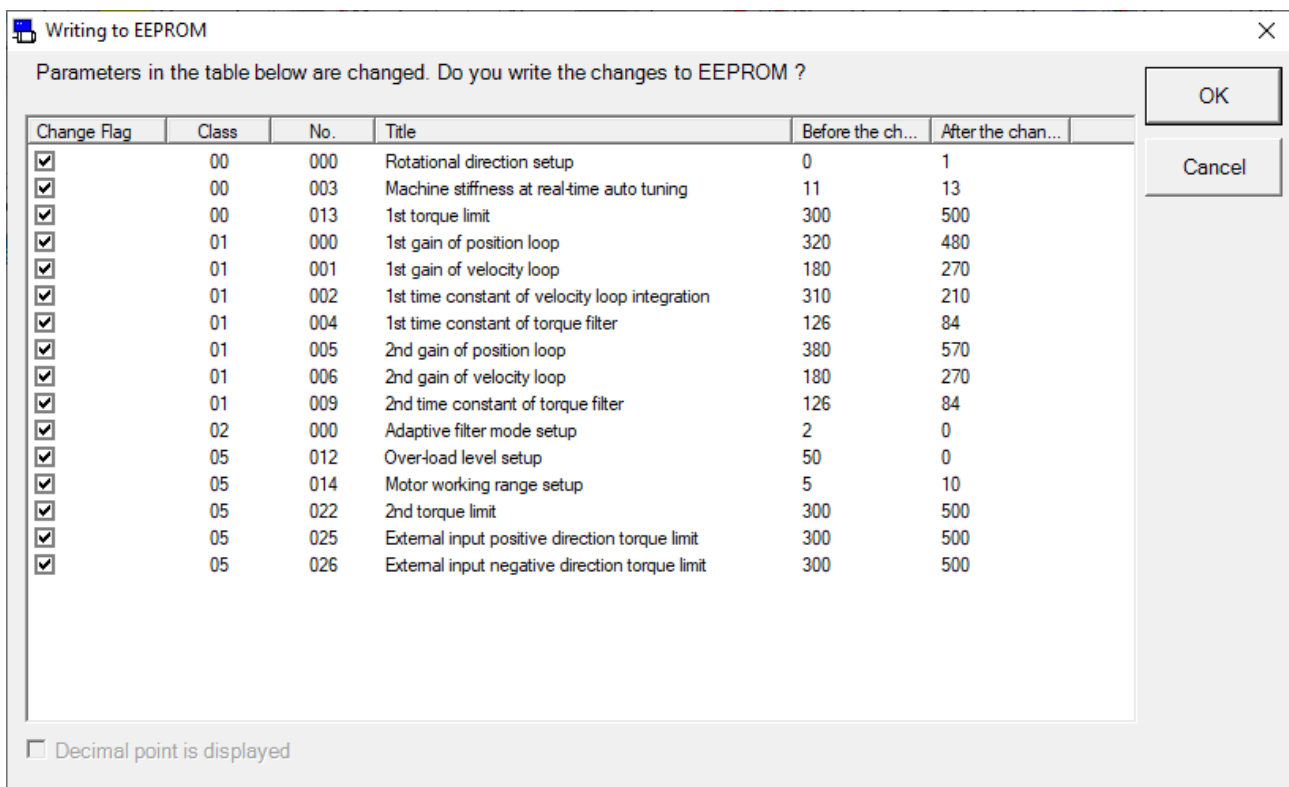 Writing to EEPROM
Parameters in the table below are changed. Do you write the changes to EEPROM ?
OK
Cancel
Change Flag Class No. Title Before the ch... After the chan...
00 000 Rotational direction setup 0 1
00 003 Machine stiffness at real-time auto tuning 11 13
00 013 1st torque limit 300 500
01 000 1st gain of position loop 320 480
01 001 1st gain of velocity loop 180 270
01 002 1st time constant of velocity loop integration 310 210
01 004 1st time constant of torque filter 126 84
01 005 2nd gain of position loop 380 570
01 006 2nd gain of velocity loop 180 270
01 009 2nd time constant of torque filter 126 84
02 000 Adaptive filter mode setup 2 0
05 012 Over-load level setup 50 0
05 014 Motor working range setup 5 10
05 022 2nd torque limit 300 500
05 025 External input positive direction torque limit 300 500
05 026 External input negative direction torque limit 300 500
Decimal point is displayed